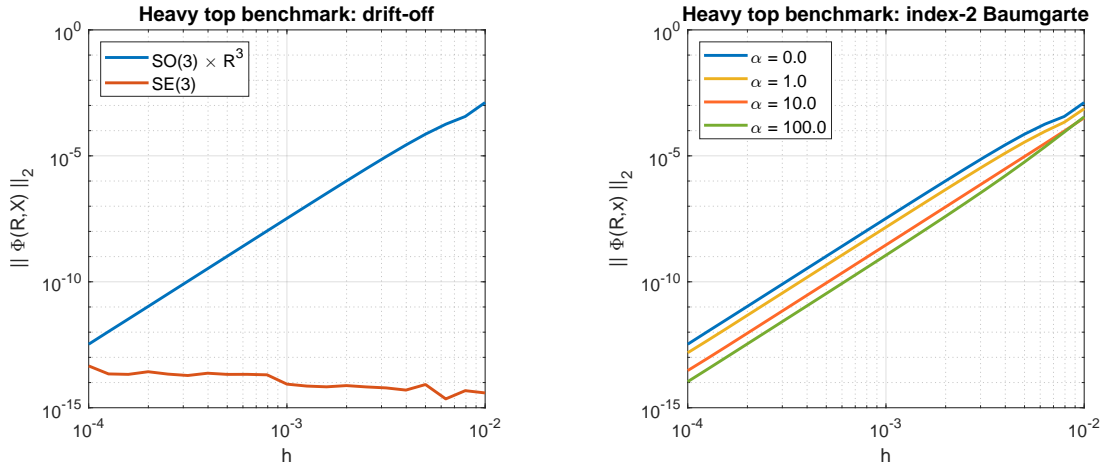 Heavy top benchmark: drift-off
10^0
10^-5
10^-10
10^-15
|| Φ(R,X) ||_2
SO(3) × R^3
SE(3)
10^-4
10^-3
10^-2
h
Heavy top benchmark: index-2 Baumgarte
10^0
10^-5
10^-10
10^-15
|| Φ(R,x) ||_2
α = 0.0
α = 1.0
α = 10.0
α = 100.0
10^-4
10^-3
10^-2
h